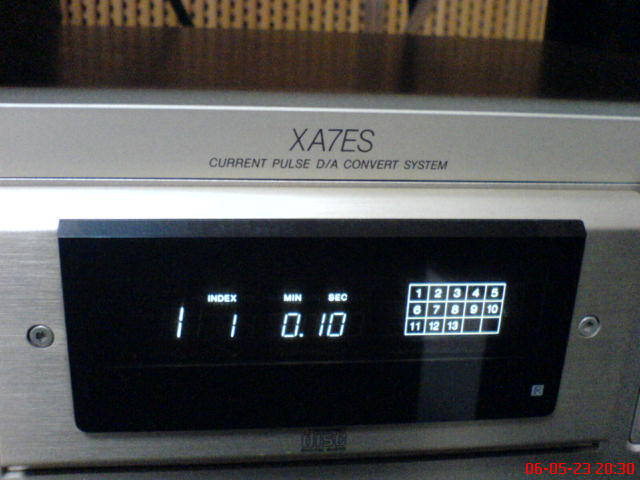 XA7ES
CURRENT PULSE D/A CONVERT SYSTEM
INDEX MIN SEC
1 1 0.10
1 2 3 4 5
6 7 8 9 10
11 12 13
disc
06-05-23 20:30